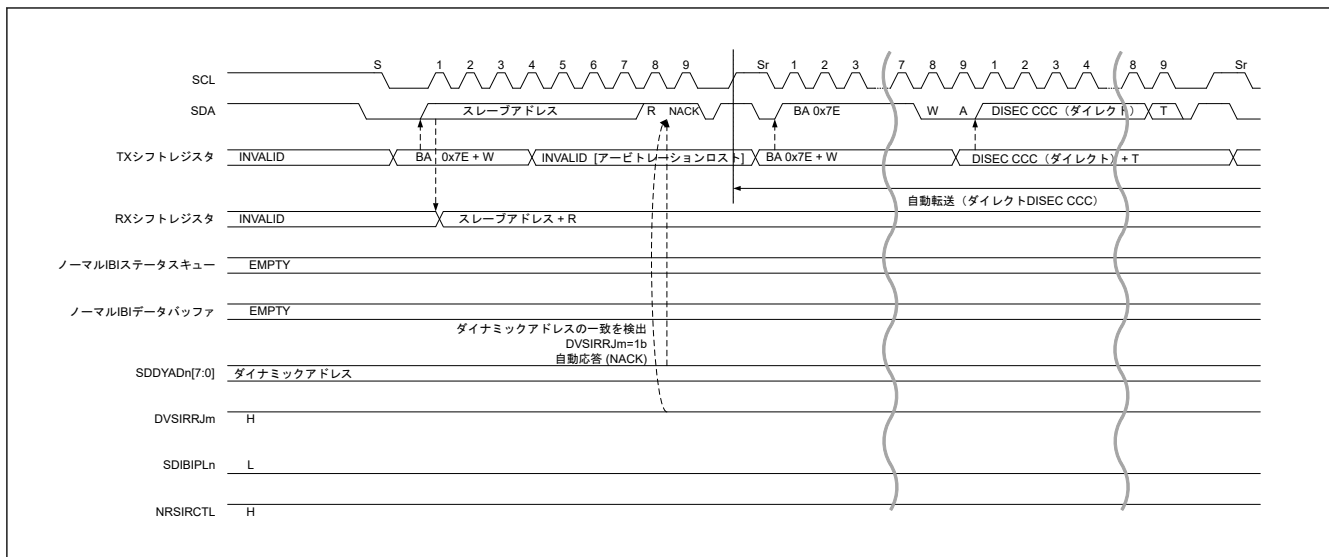 S 1 2 3 4 5 6 7 8 9 Sr 1 2 3 7 8 9 1 2 3 4 8 9 Sr
SCL
SDA スレーブアドレス R NACK BA 0x7E W A DISEC CCC（ダイレクト） T
TXシフトレジスタ INVALID BA 0x7E + W INVALID [アービトレーションロスト] BA 0x7E + W DISEC CCC（ダイレクト）+ T
自動転送（ダイレクトDISEC CCC）
RXシフトレジスタ INVALID スレーブアドレス + R
ノーマルIBIステータスキュー EMPTY
ノーマルIBIデータバッファ EMPTY
ダイナミックアドレスの一致を検出
DVSIRRJm=1b
自動応答 (NACK)
SDDYADn[7:0] ダイナミックアドレス
DVSIRRJm H
SDIBIPLn L
NRSIRCTL H